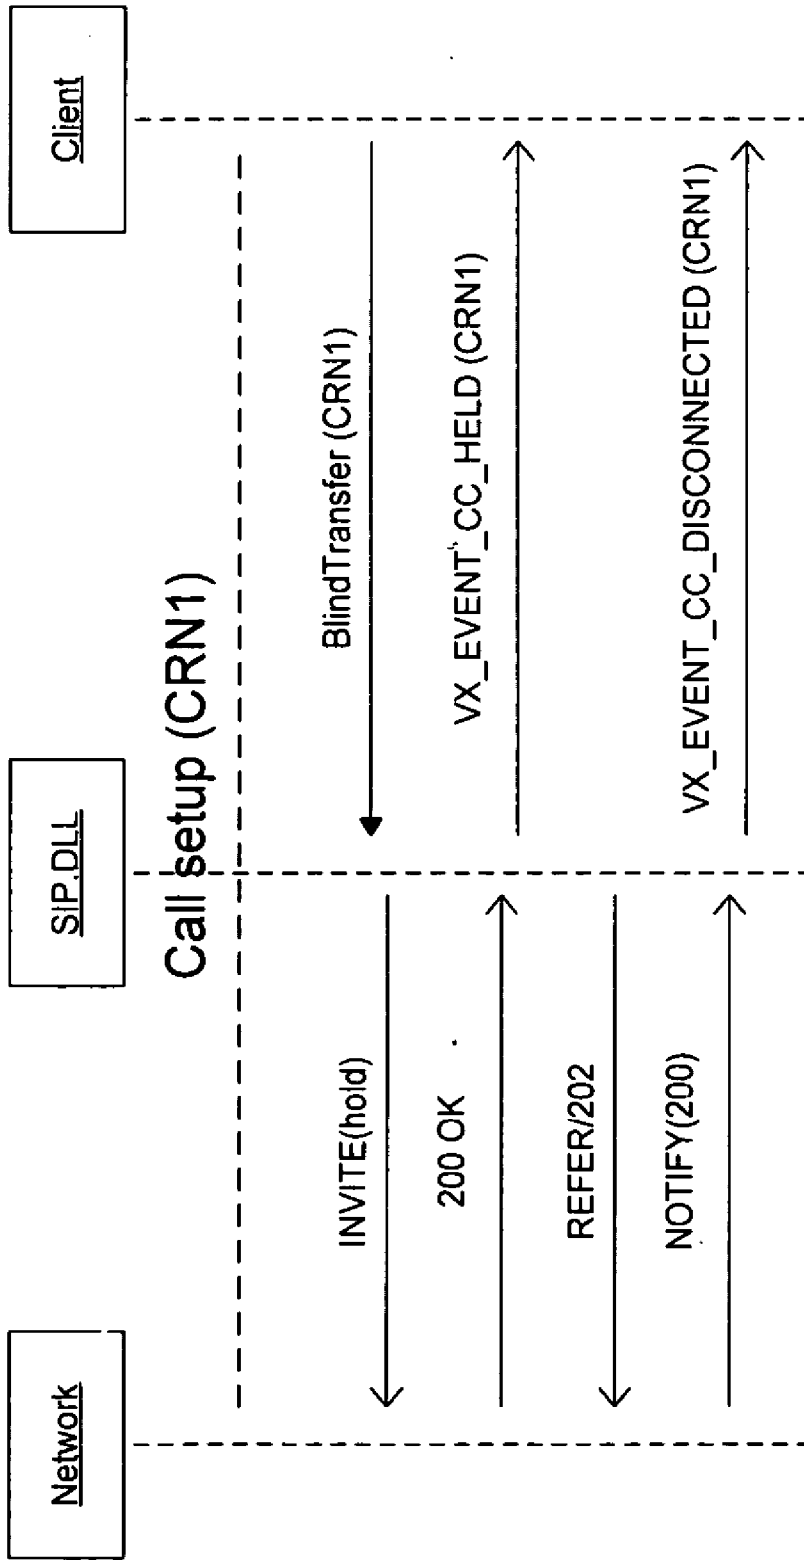 Network
SIP.DLL
Client
Call setup (CRN1)
BlindTransfer (CRN1)
INVITE(hold)
200 OK
VX_EVENT_CC_HELD (CRN1)
REFER/202
NOTIFY(200)
VX_EVENT_CC_DISCONNECTED (CRN1)